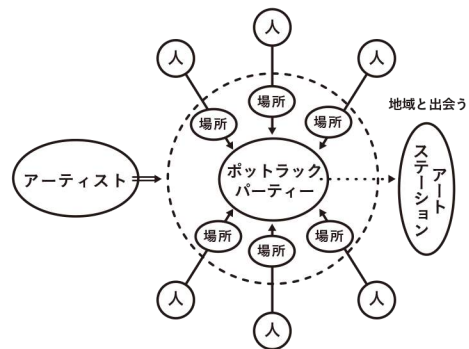 人
人
人
場所
場所
場所
地域と出会う
アーティスト
ポットラック
パーティー
アート
ステーション
場所
場所
場所
人
人
人